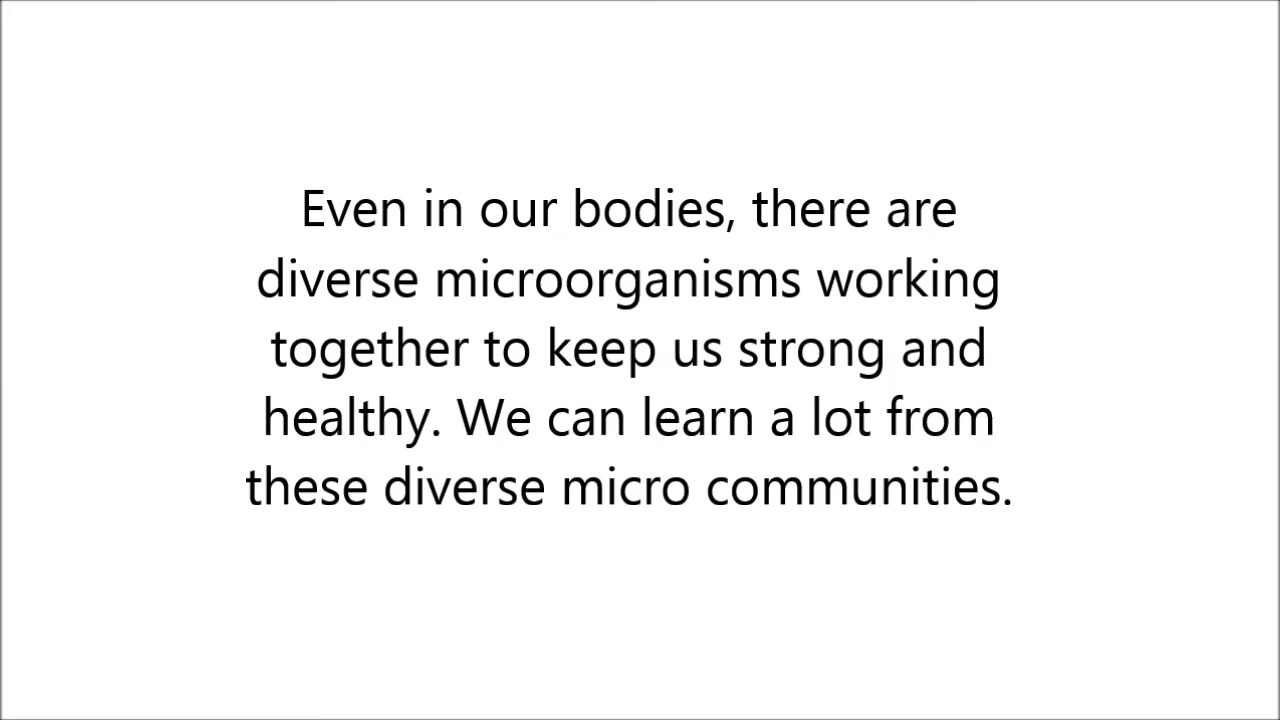 Even in our bodies, there are
diverse microorganisms working
together to keep us strong and
healthy. We can learn a lot from
these diverse micro communities.